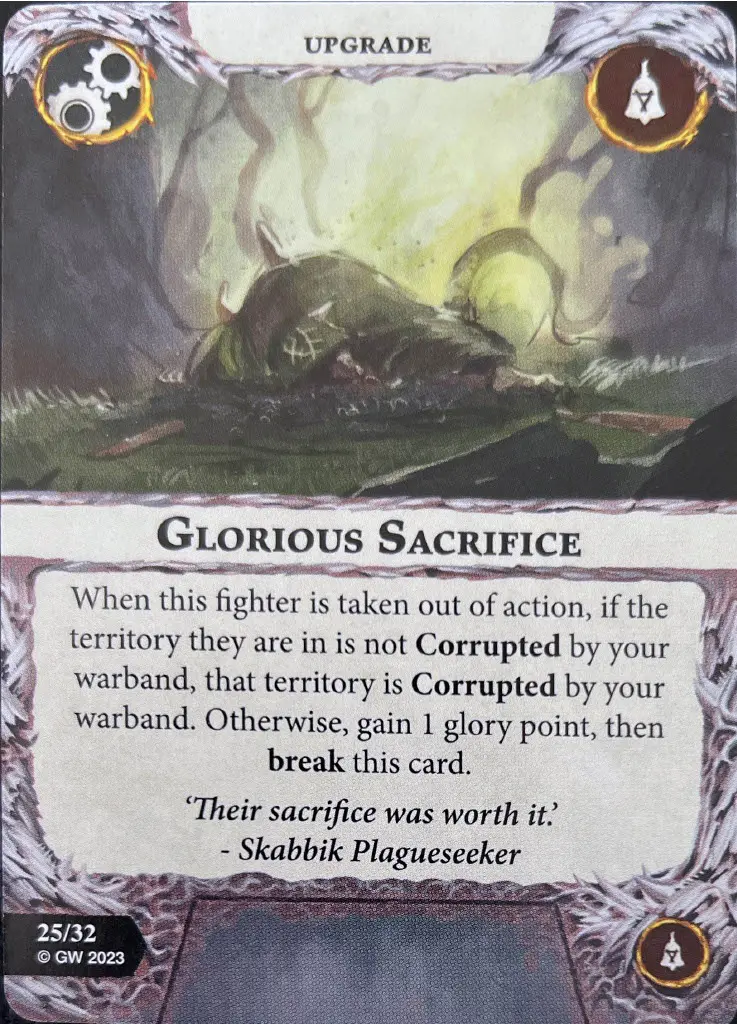 UPGRADE
GLORIOUS SACRIFICE
When this fighter is taken out of action, if the
territory they are in is not Corrupted by your
warband, that territory is Corrupted by your
warband. Otherwise, gain 1 glory point, then
break this card.
‘Their sacrifice was worth it.’
- Skabbik Plagueseeker
25/32
© GW 2023